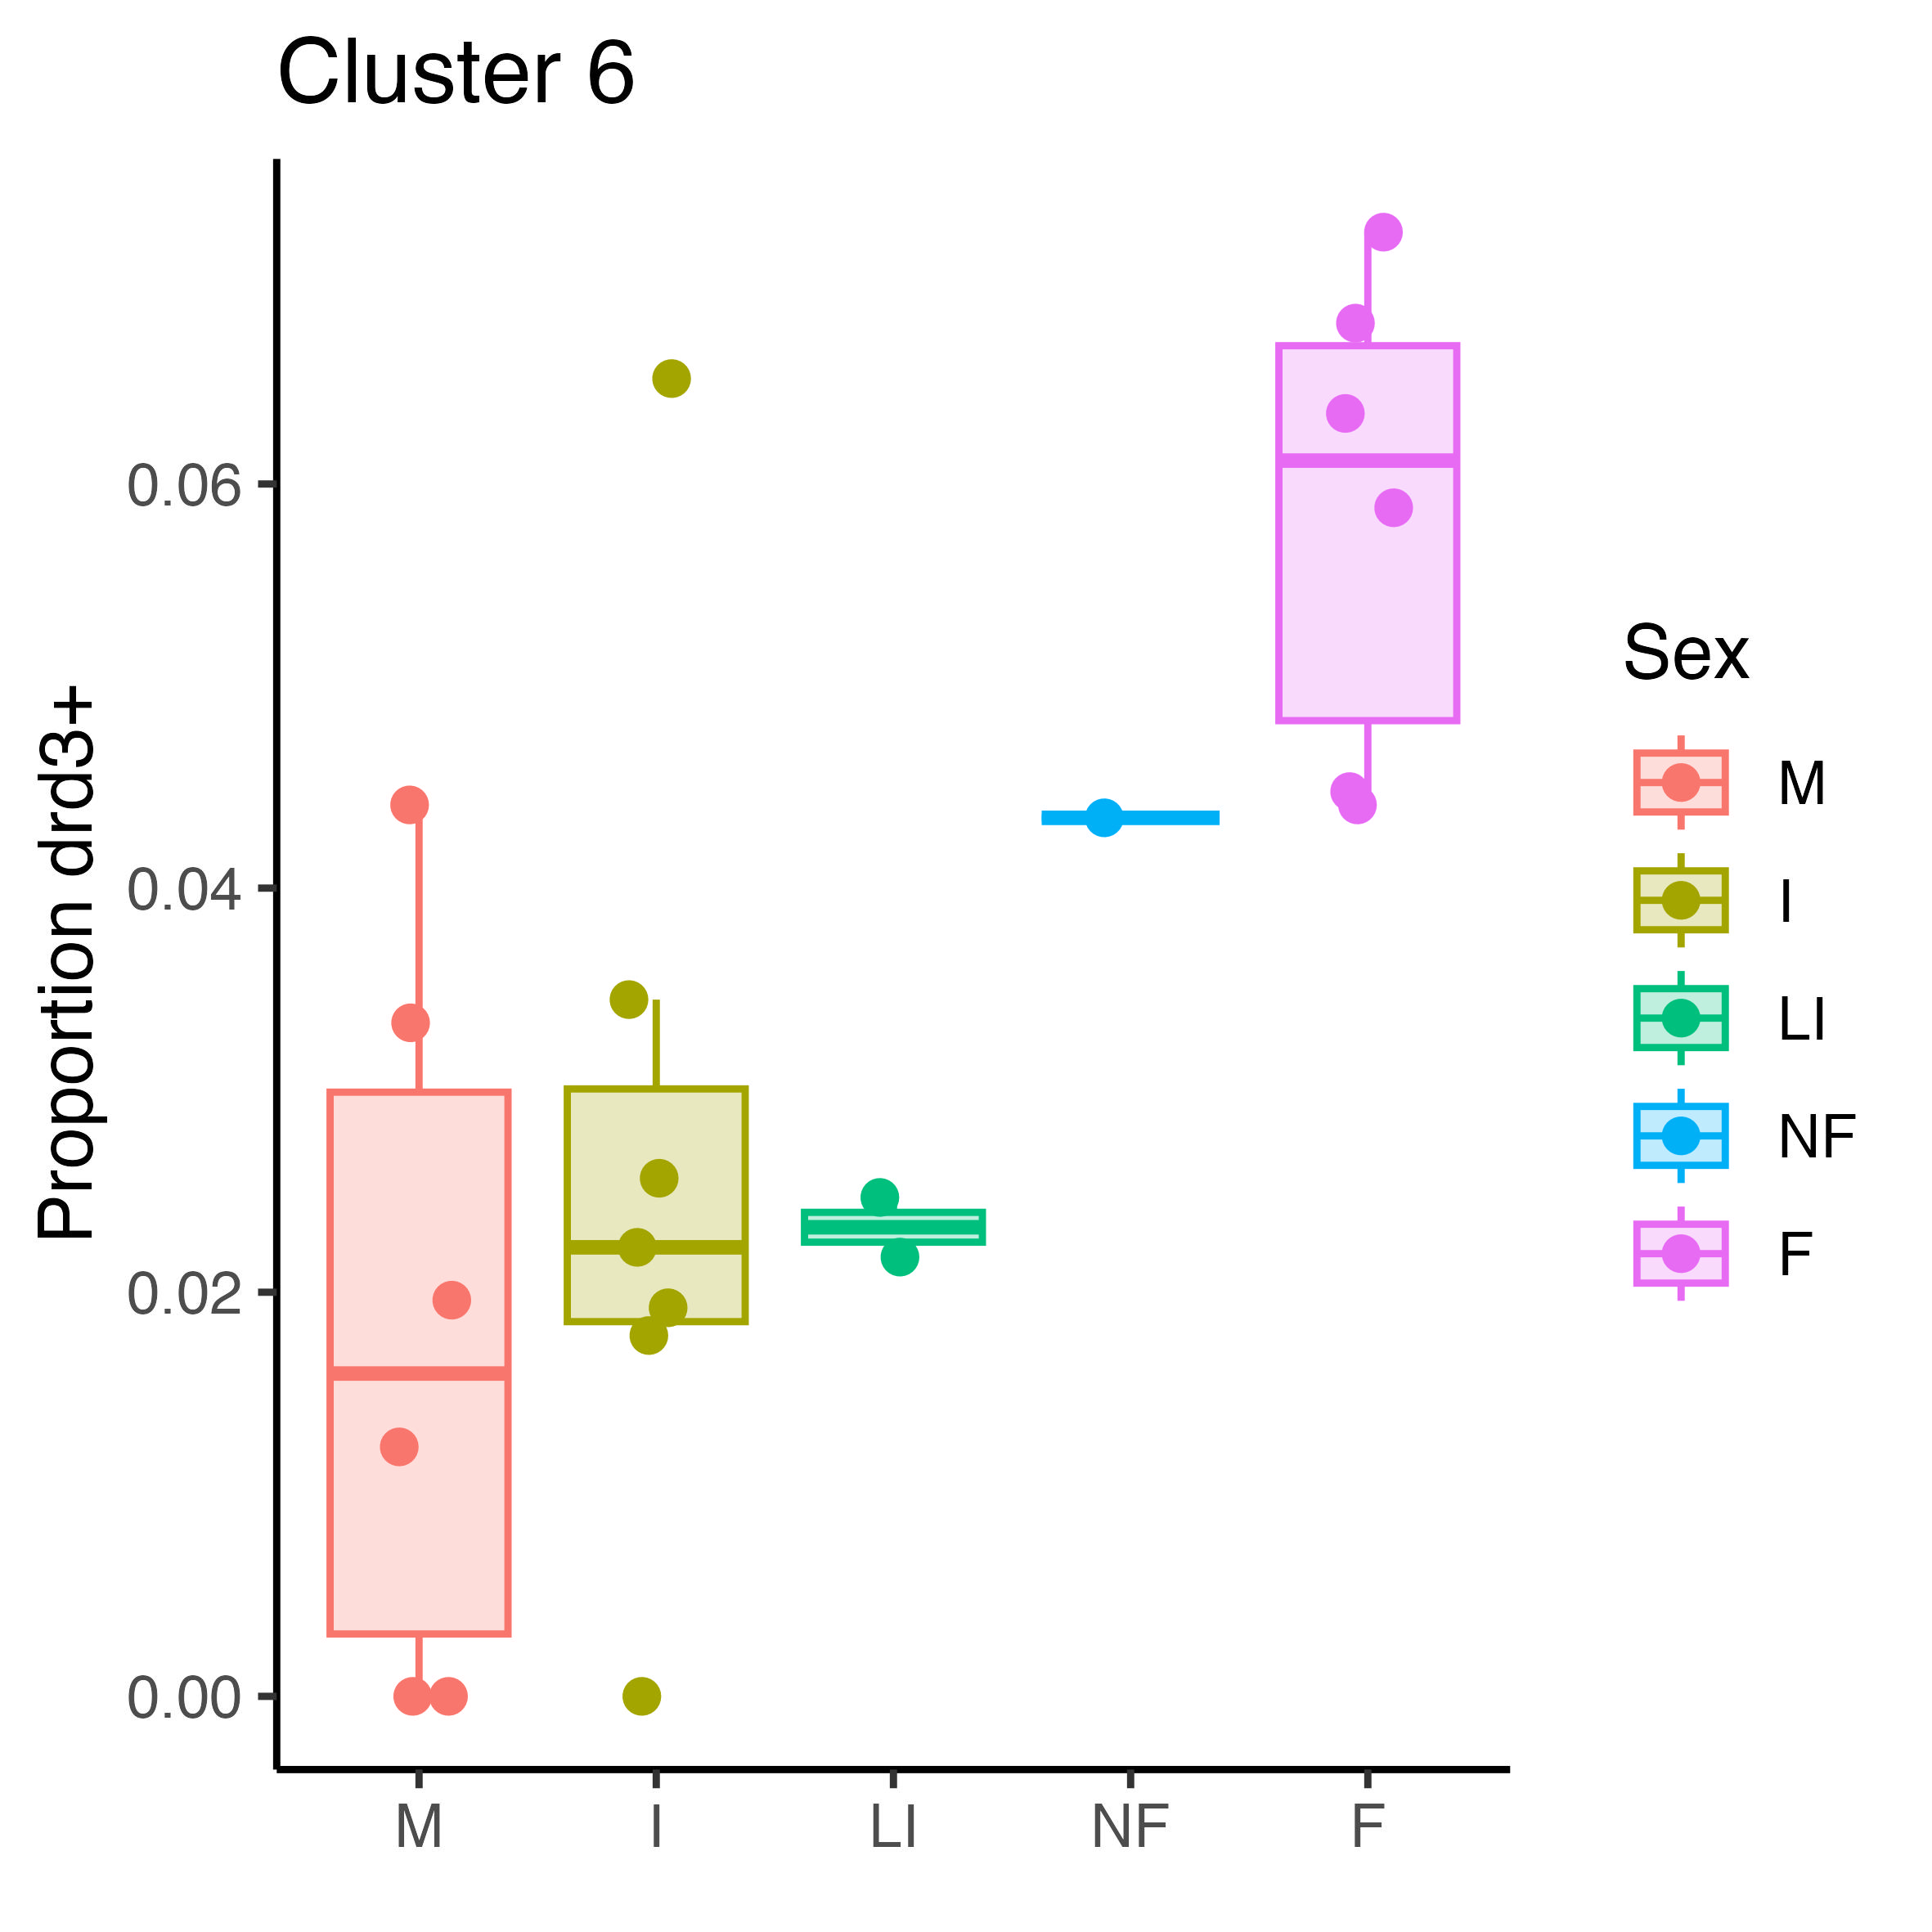 Cluster 6
Proportion drd3+
0.06
0.04
0.02
0.00
M
I
LI
NF
F
Sex
M
I
LI
NF
F